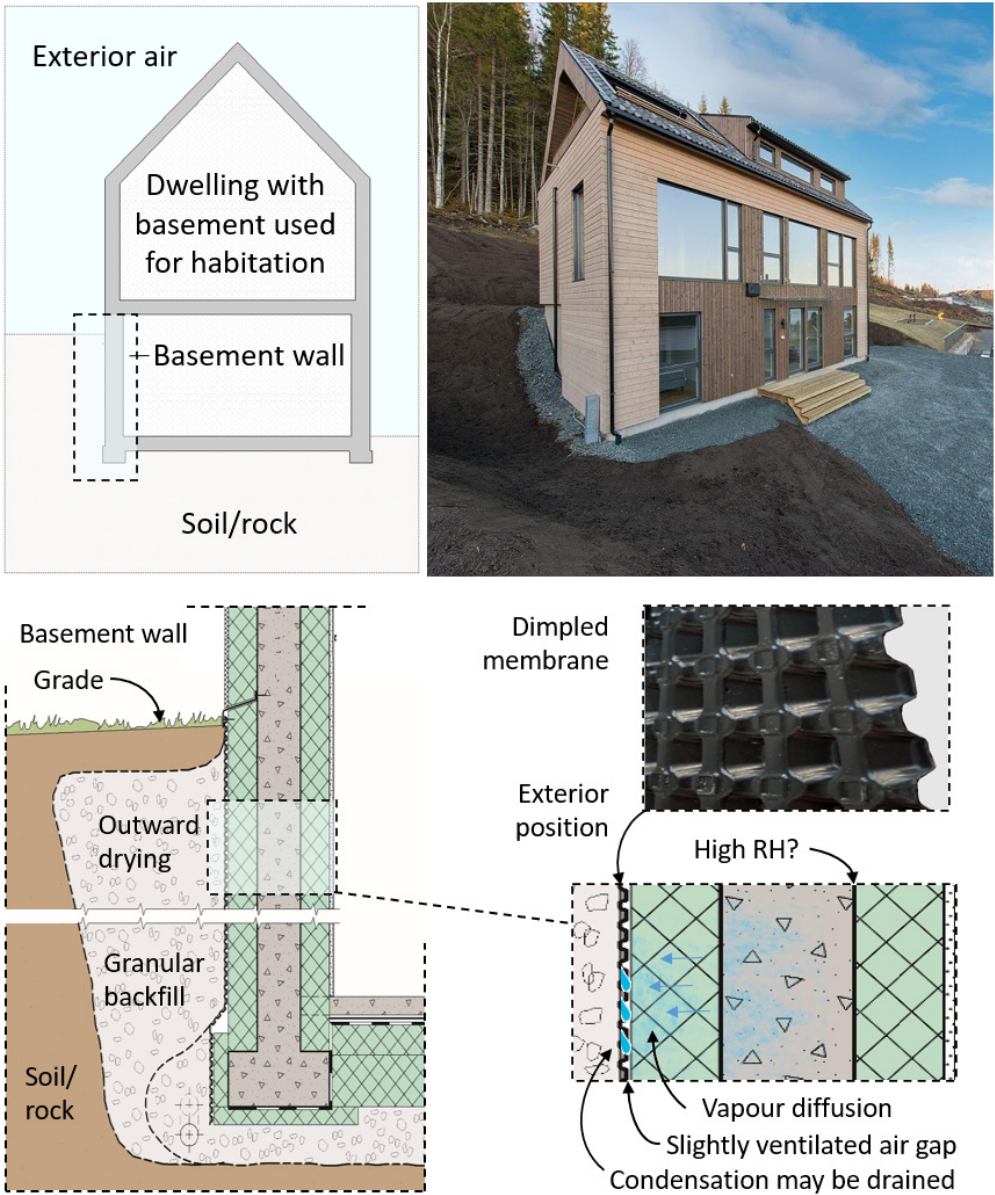 Exterior air
Dwelling with
basement used
for habitation
Basement wall
Soil/rock
Basement wall
Grade
Outward
drying
Granular
backfill
Soil/
rock
Dimpled
membrane
Exterior
position
High RH?
Vapour diffusion
Slightly ventilated air gap
Condensation may be drained